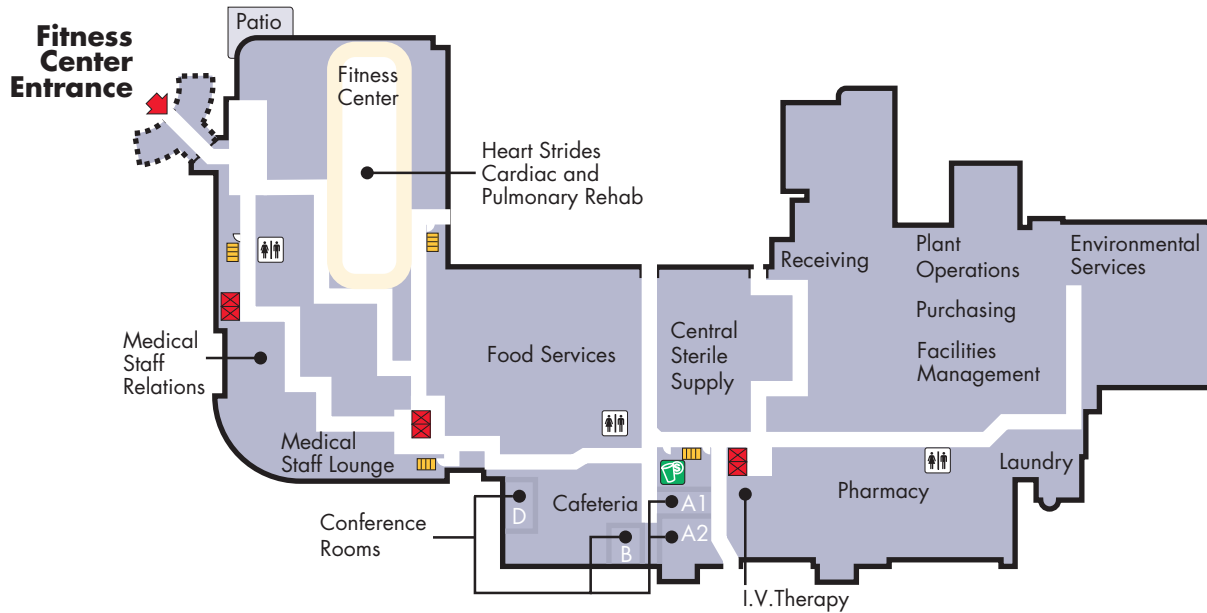 Patio
Fitness
Center
Entrance
Fitness
Center
Heart Strides
Cardiac and
Pulmonary Rehab
Receiving
Plant
Operations
Environmental
Services
Purchasing
Facilities
Management
Medical
Staff
Relations
Food Services
Central
Sterile
Supply
Medical
Staff Lounge
Laundry
Pharmacy
Cafeteria
D
A1
A2
B
Conference
Rooms
I.V.Therapy
$